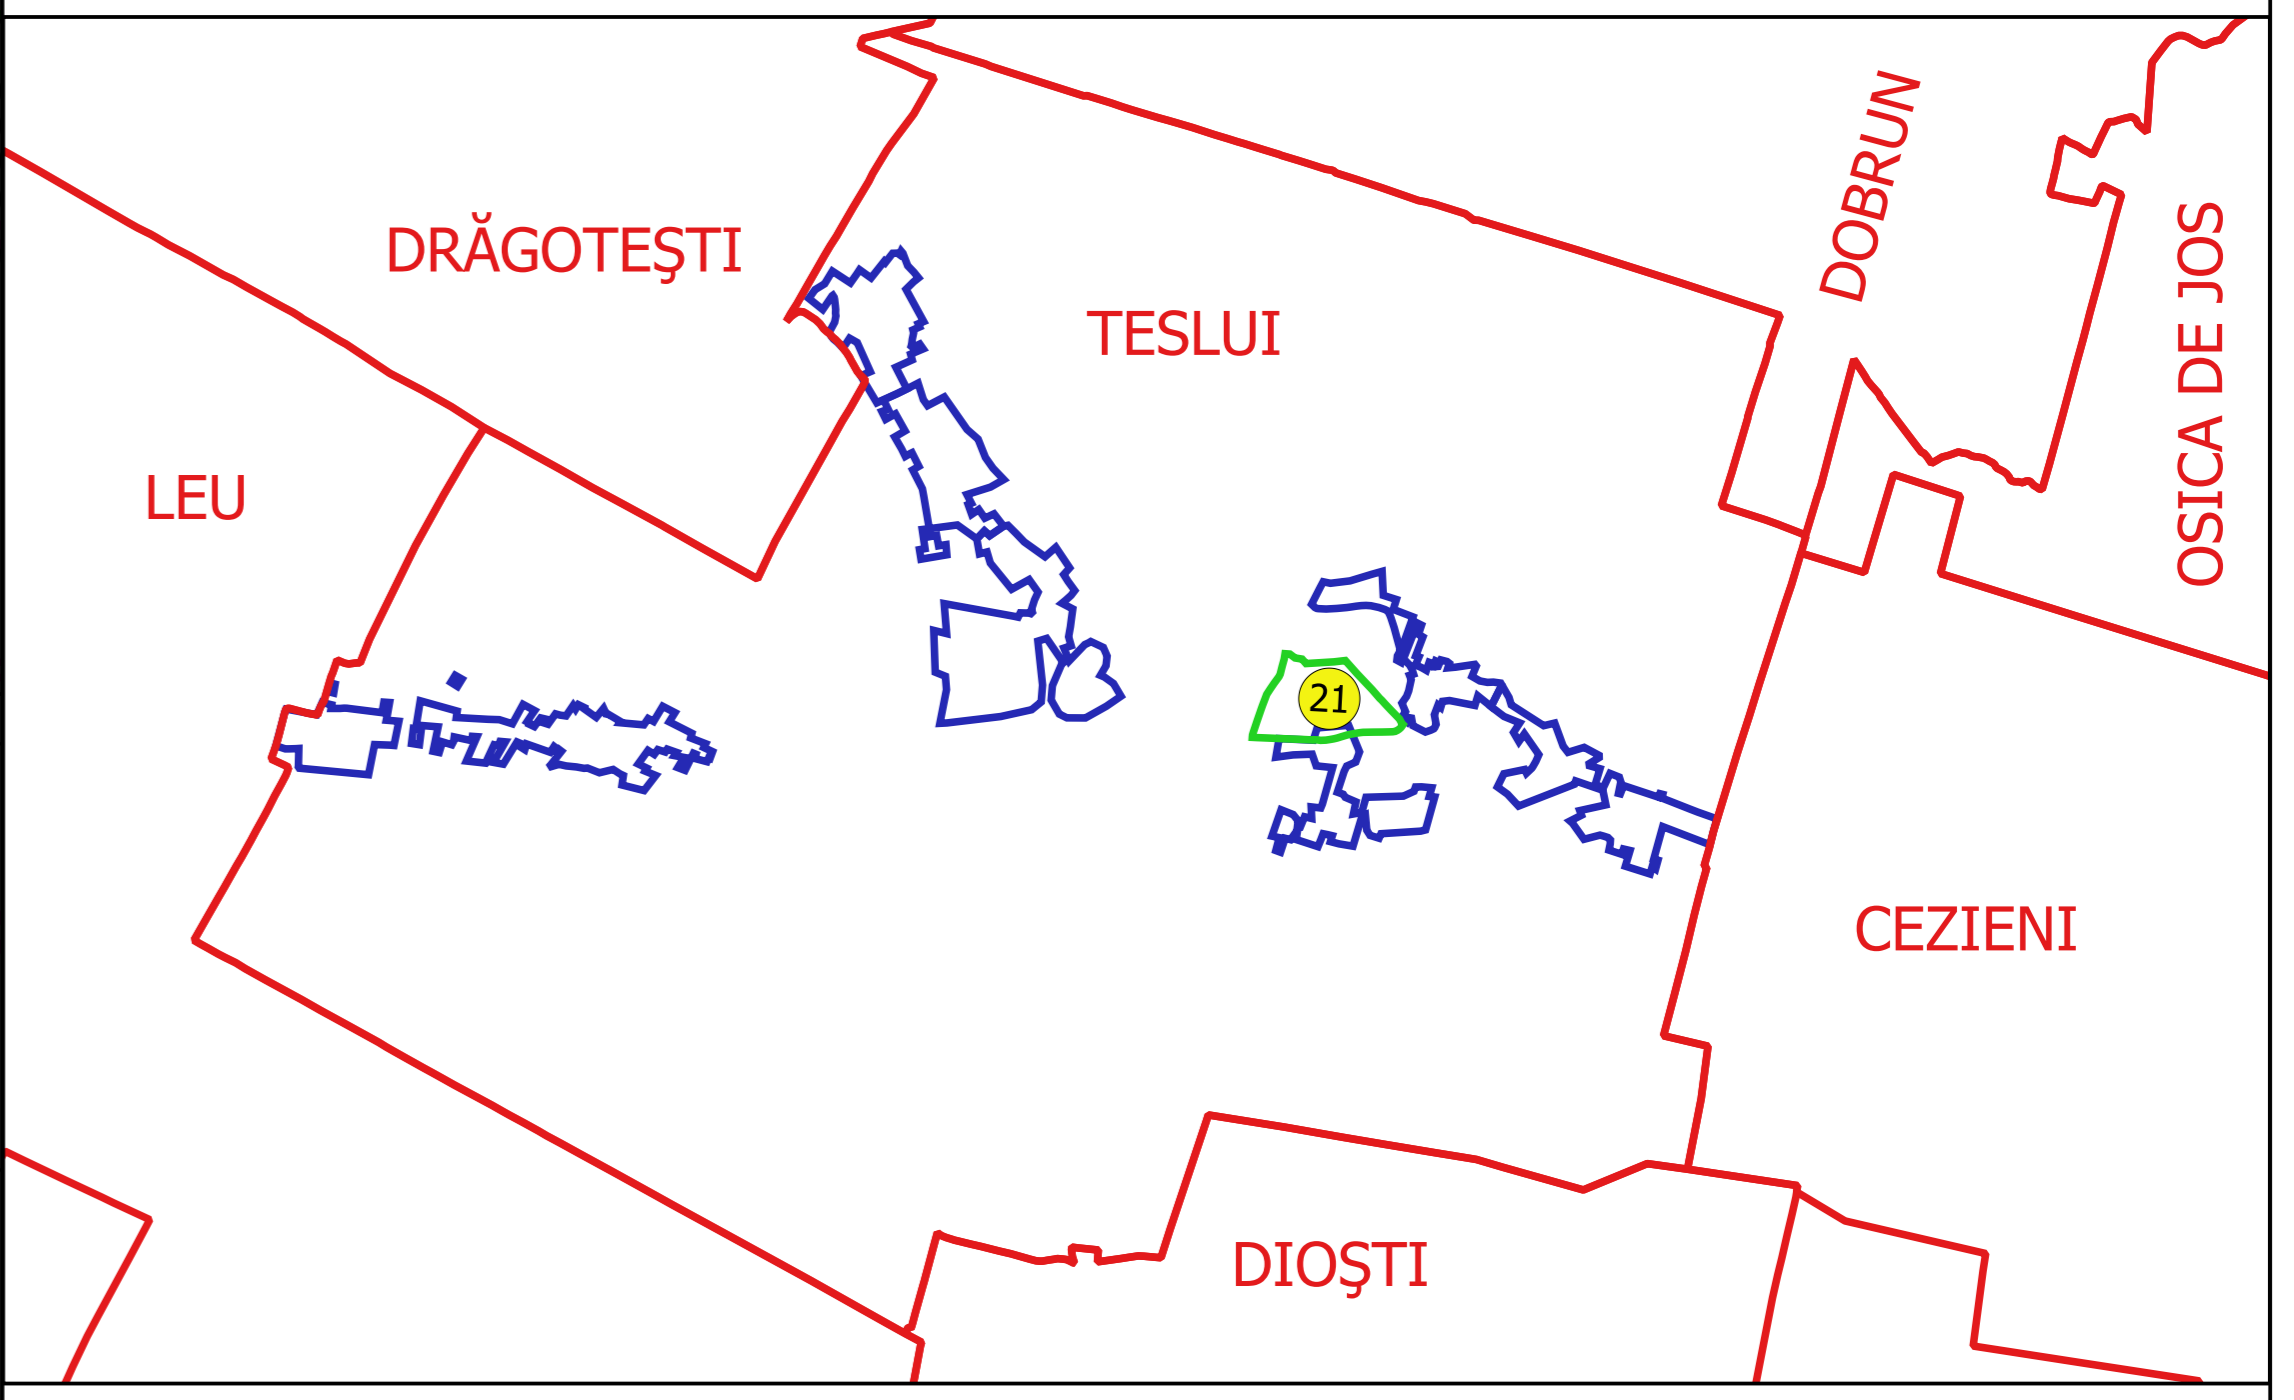 DOBRUN
DRĂGOTEŞTI
OSICA DE JOS
TESLUI
LEU
21
CEZIENI
DIOŞTI